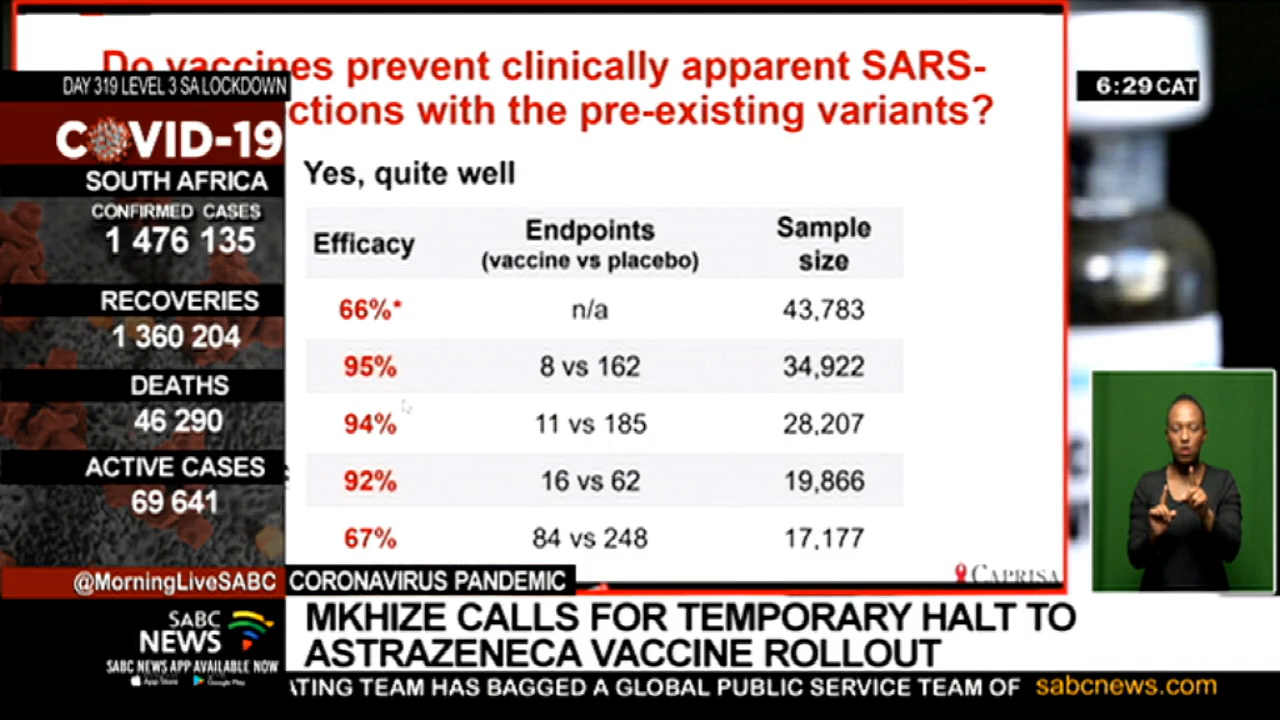 Do vaccines prevent clinically apparent SARS-
ctions with the pre-existing variants?
DAY 319 LEVEL 3 SA LOCKDOWN
6:29 CAT
COVID-19
SOUTH AFRICA
CONFIRMED CASES
1 476 135
RECOVERIES
1 360 204
DEATHS
46 290
ACTIVE CASES
69 641
Yes, quite well
Efficacy Endpoints (vaccine vs placebo) Sample size
66%* n/a 43,783
95% 8 vs 162 34,922
94% 11 vs 185 28,207
92% 16 vs 62 19,866
67% 84 vs 248 17,177
CAPRISA
@MorningLiveSABC
CORONAVIRUS PANDEMIC
SABC
NEWS
SABC NEWS APP AVAILABLE NOW
App Store Google Play
MKHIZE CALLS FOR TEMPORARY HALT TO
ASTRAZENECA VACCINE ROLLOUT
ATING TEAM HAS BAGGED A GLOBAL PUBLIC SERVICE TEAM OF sabcnews.com